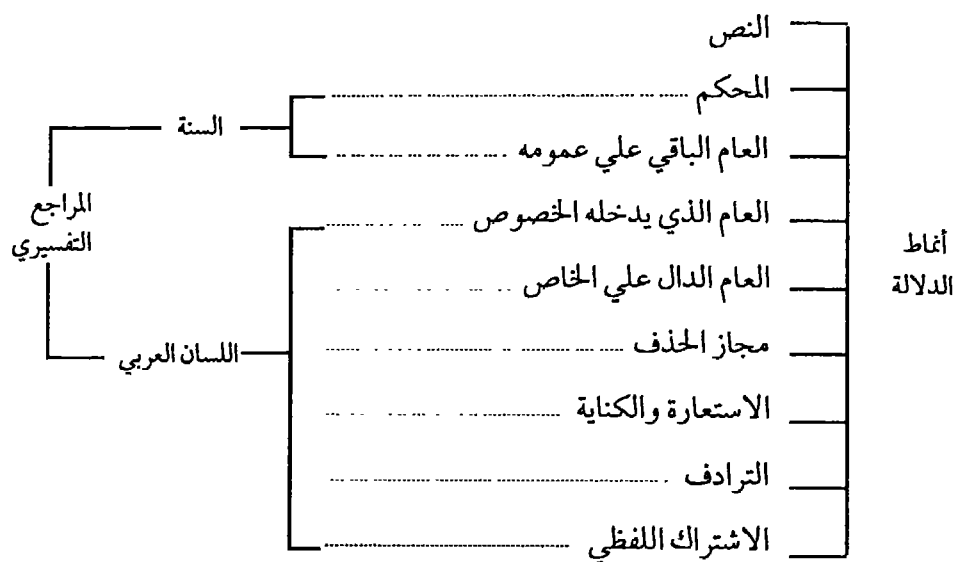 أنماط
الدلالة
النص
المحكم
العام الباقي علي عمومه
العام الذي يدخله الخصوص
العام الدال علي الخاص
مجاز الحذف
الاستعارة والكناية
الترادف
الاشتراك اللفظي
السنة
اللسان العربي
المراجع
التفسيري